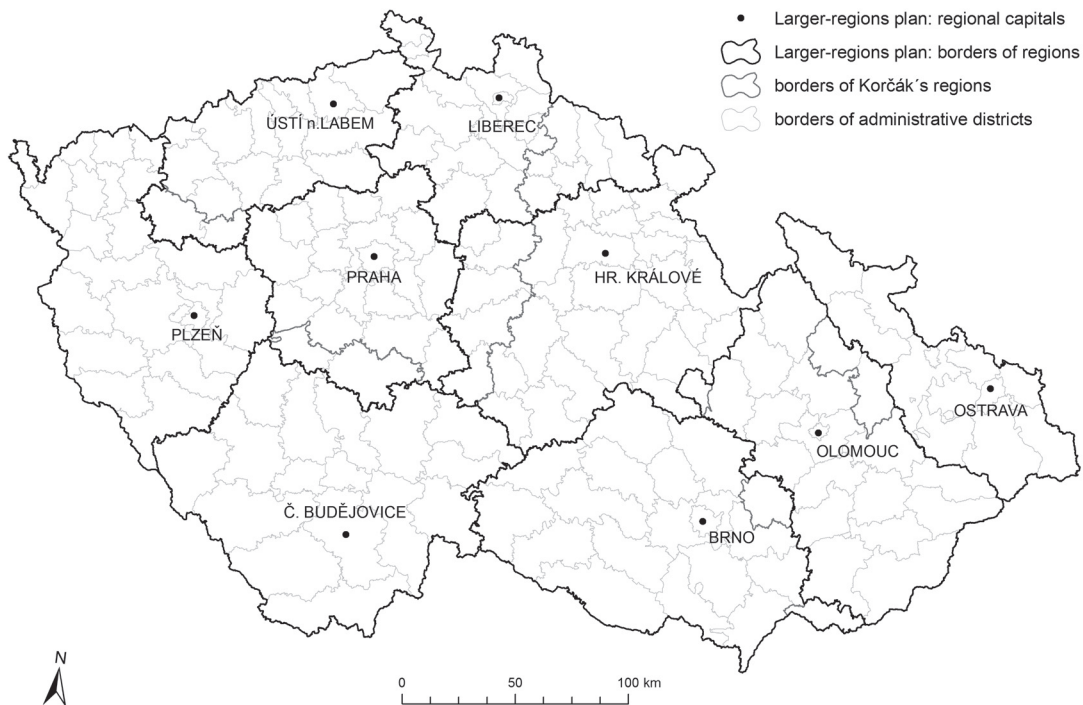 Larger-regions plan: regional capitals
Larger-regions plan: borders of regions
borders of Korčák´s regions
borders of administrative districts
ÚSTÍ n.LABEM
LIBEREC
PRAHA
HR. KRÁLOVÉ
PLZEŇ
OSTRAVA
OLOMOUC
Č. BUDĚJOVICE
BRNO
N
0 50 100 km